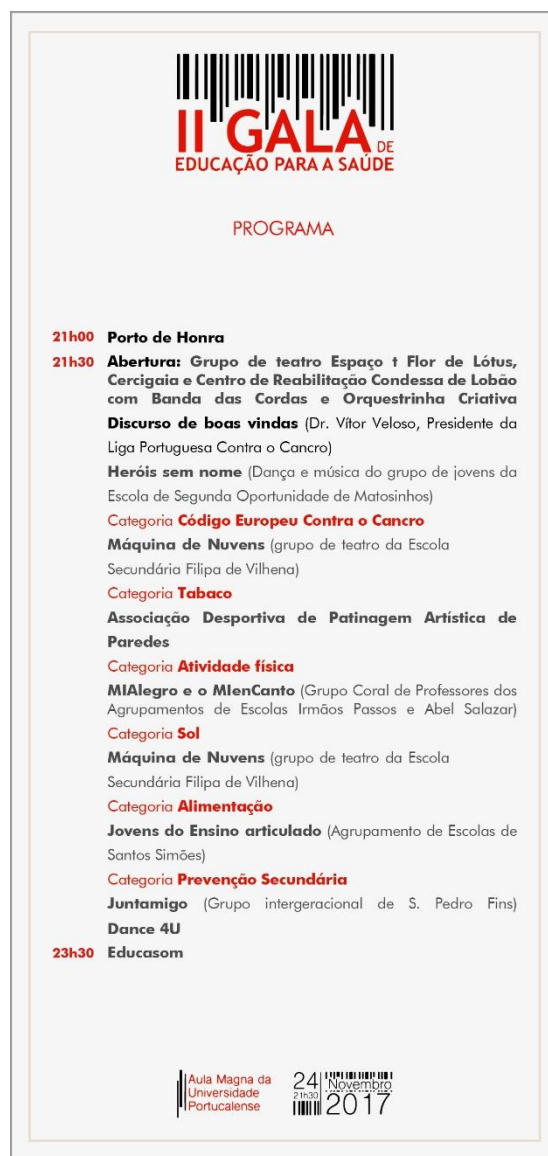 II GALA DE
EDUCAÇÃO PARA A SAÚDE
PROGRAMA
21h00 Porto de Honra
21h30 Abertura: Grupo de teatro Espaço t Flor de Lótus,
Cercigaia e Centro de Reabilitação Condessa de Lobão
com Banda das Cordas e Orquestrinha Criativa
Discurso de boas vindas (Dr. Vítor Veloso, Presidente da
Liga Portuguesa Contra o Cancro)
Heróis sem nome (Dança e música do grupo de jovens da
Escola de Segunda Oportunidade de Matosinhos)
Categoria Código Europeu Contra o Cancro
Máquina de Nuvens (grupo de teatro da Escola
Secundária Filipa de Vilhena)
Categoria Tabaco
Associação Desportiva de Patinagem Artística de
Paredes
Categoria Atividade física
MIAlegro e o MIenCanto (Grupo Coral de Professores dos
Agrupamentos de Escolas Irmãos Passos e Abel Salazar)
Categoria Sol
Máquina de Nuvens (grupo de teatro da Escola
Secundária Filipa de Vilhena)
Categoria Alimentação
Jovens do Ensino articulado (Agrupamento de Escolas de
Santos Simões)
Categoria Prevenção Secundária
Juntamigo (Grupo intergeracional de S. Pedro Fins)
Dance 4U
23h30 Educasom
Aula Magna da
Universidade
Portucalense
24 Novembro
21h30 2017